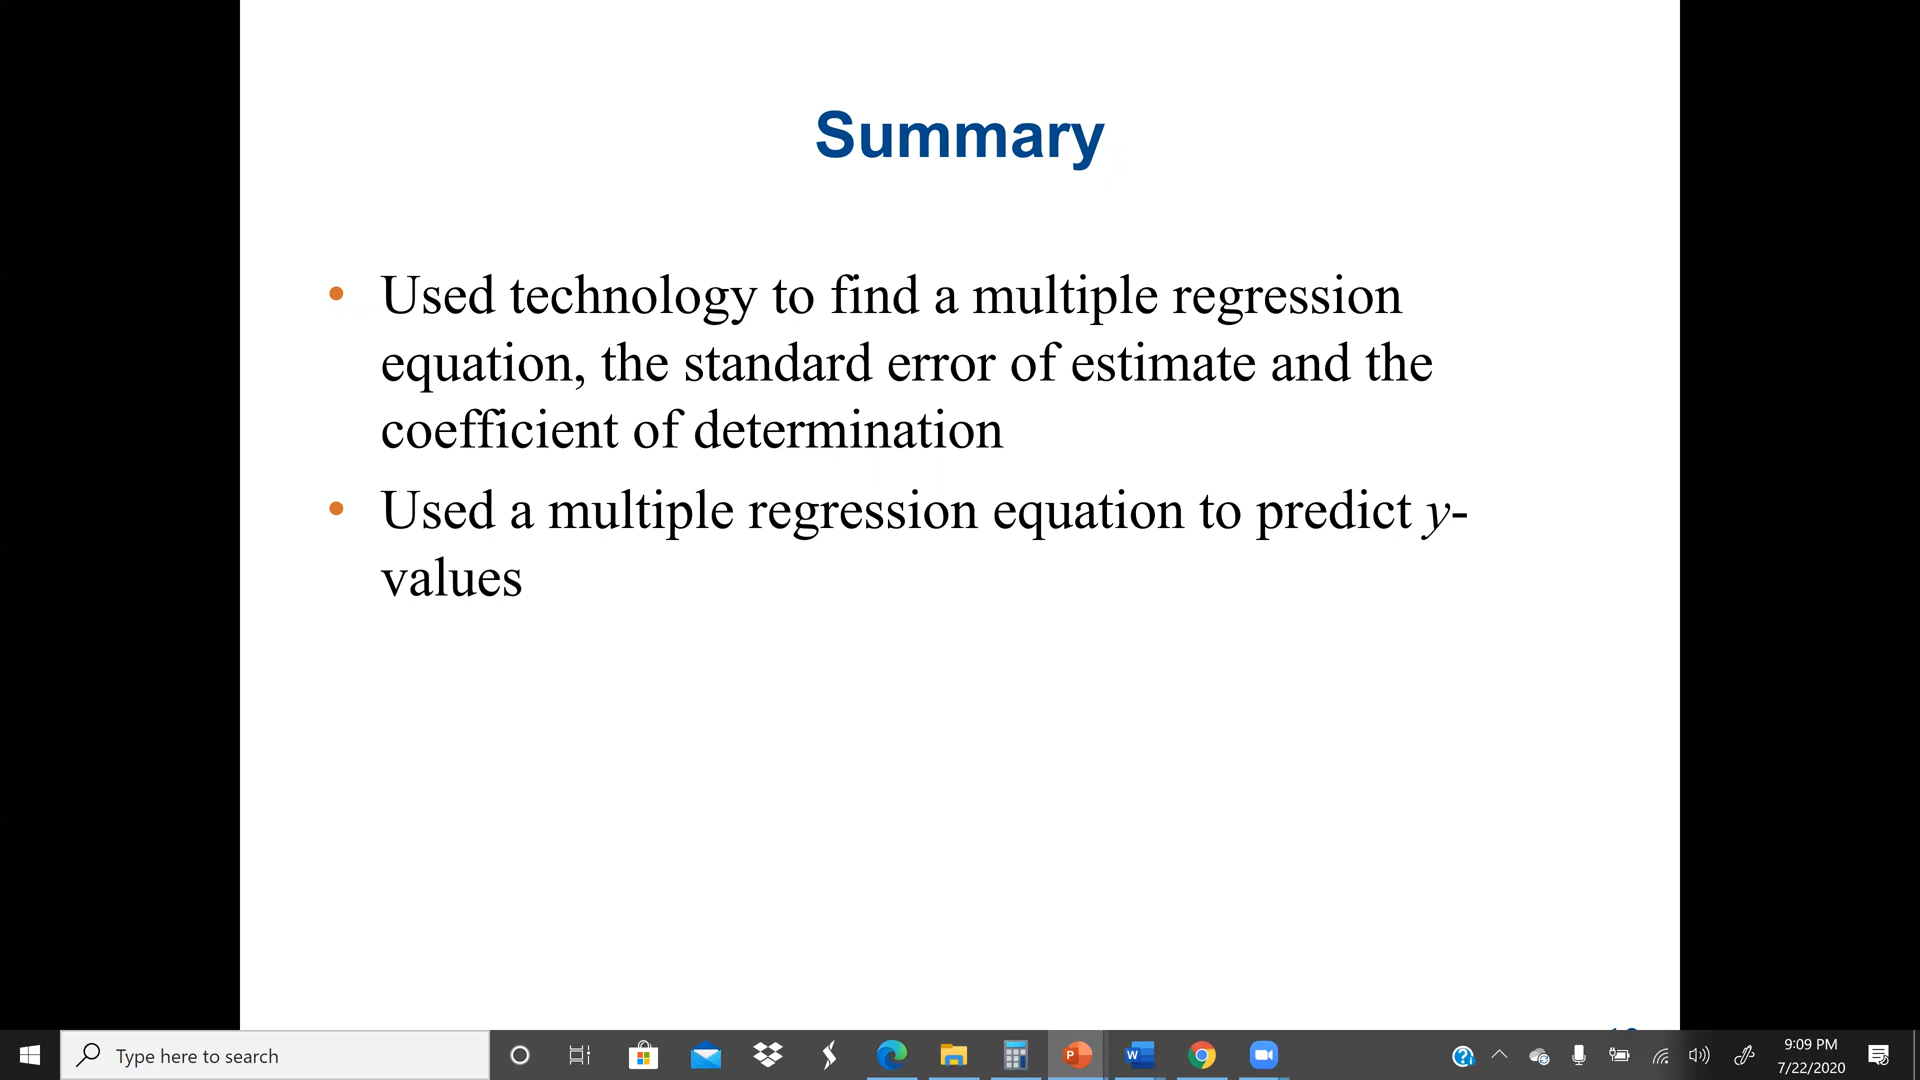 Summary
• Used technology to find a multiple regression
equation, the standard error of estimate and the
coefficient of determination
• Used a multiple regression equation to predict y-
values
Type here to search
9:09 PM
7/22/2020